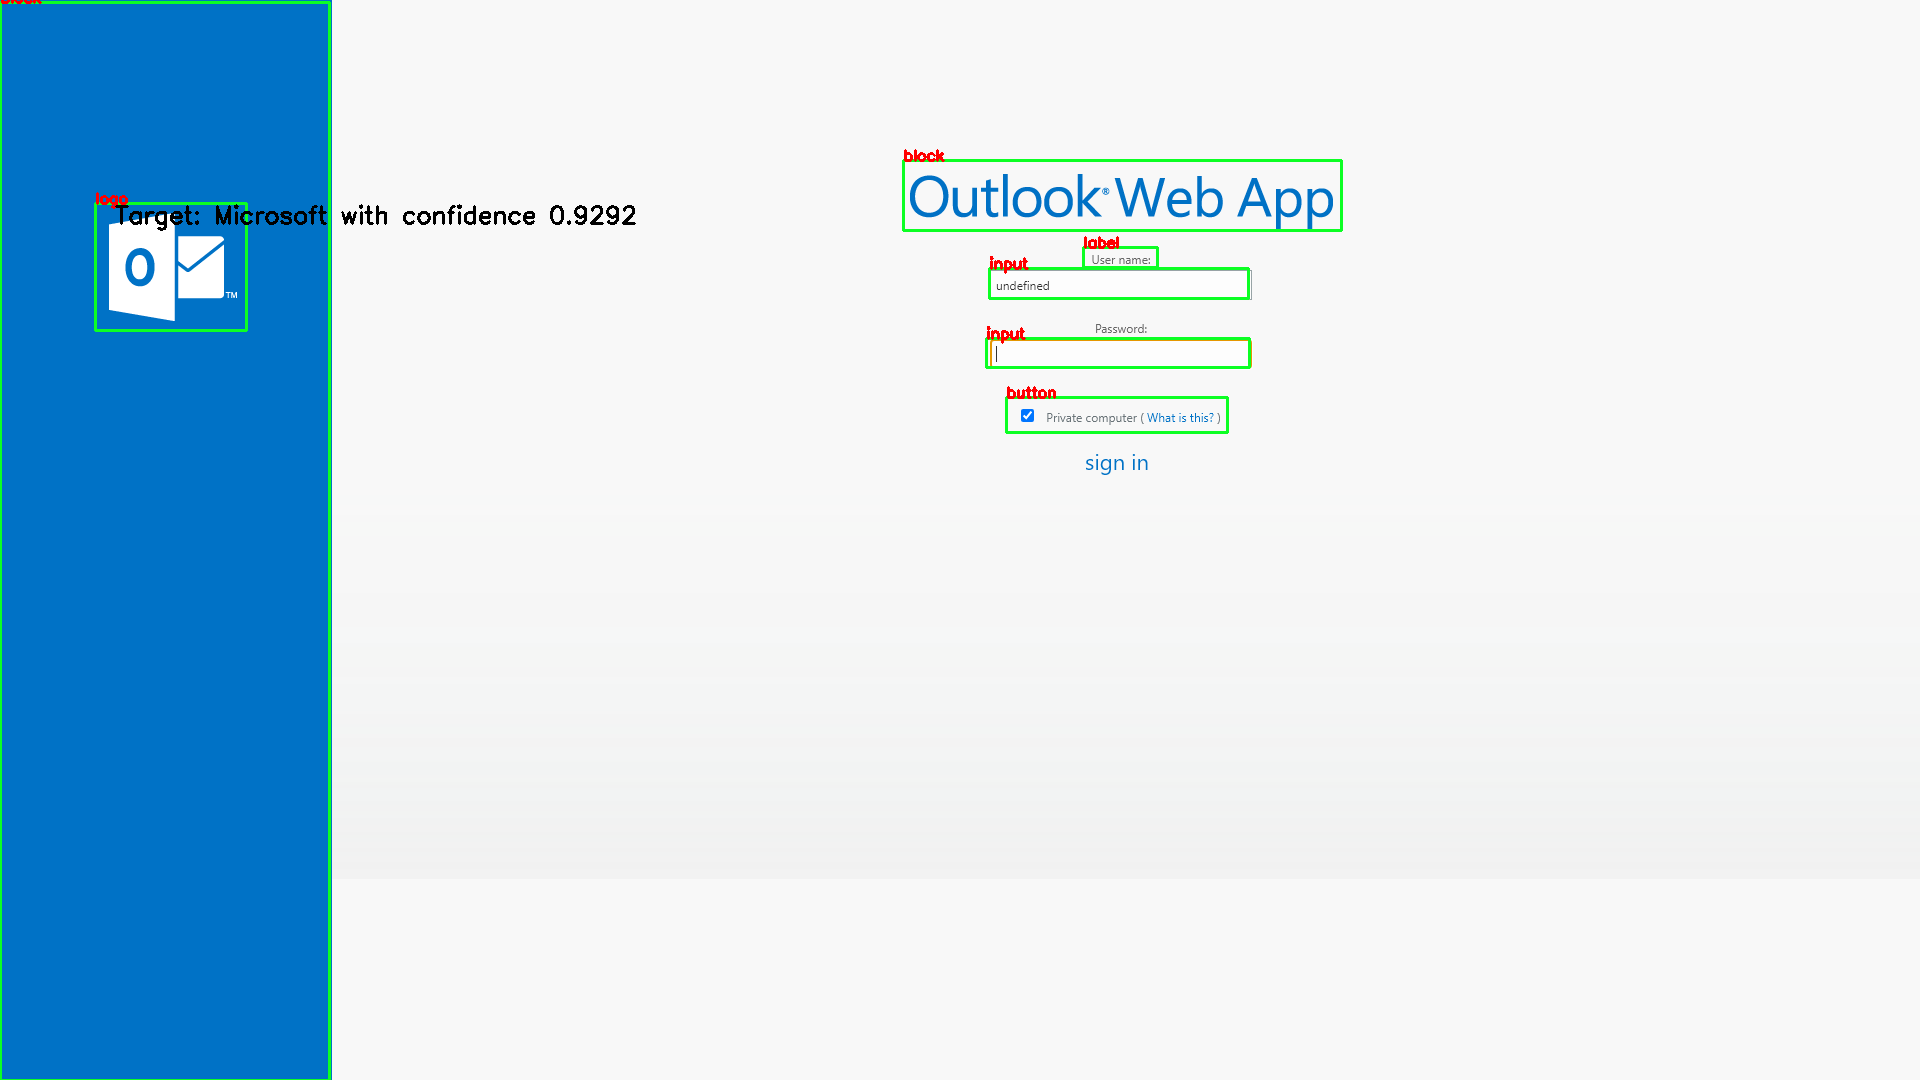 block
logo
Target: Microsoft with confidence 0.9292
O
TM
block
Outlook® Web App
label
User name:
input
undefined
Password:
input
button
Private computer ( What is this? )
sign in